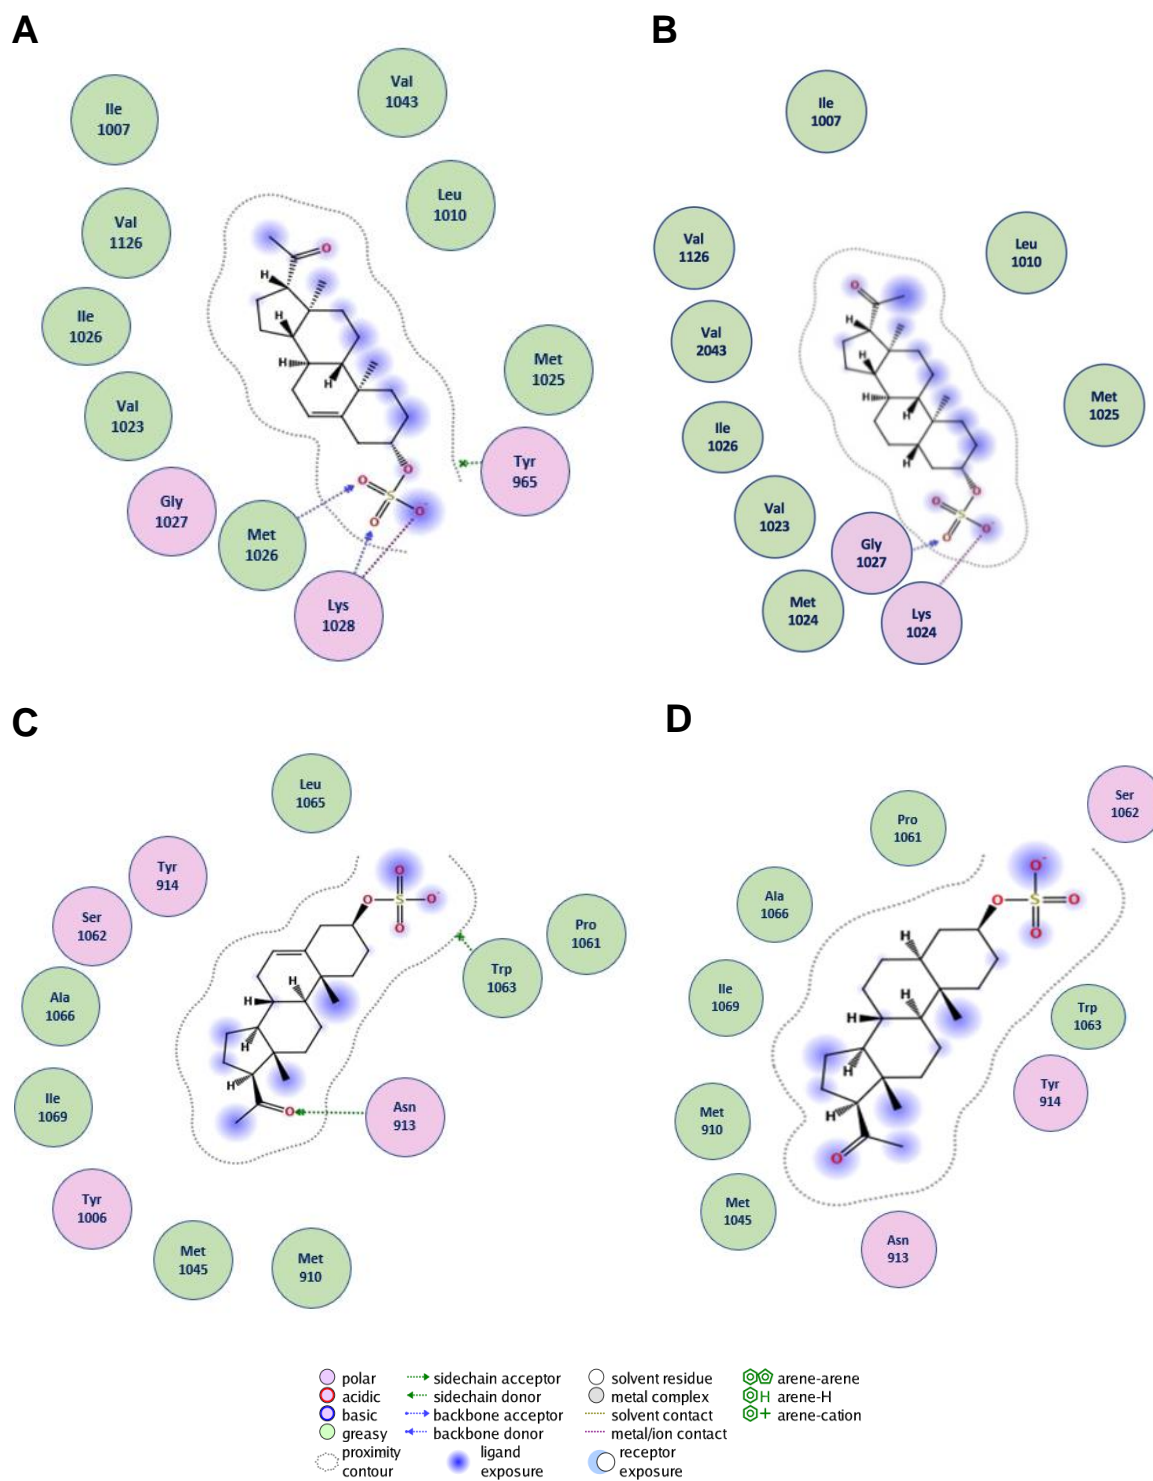 A
B
Ile
1007
Val
1043
Val
1126
Leu
1010
O
H
H
Ile
1026
H
H
Met
1025
Val
1023
Tyr
965
O
Gly
1027
O
S
O
O⁻
Met
1026
Lys
1028
Ile
1007
Val
1126
Leu
1010
O
H
H
Val
2043
H
H
Met
1025
Ile
1026
H
O
Val
1023
O
S
O⁻
O
Gly
1027
Met
1024
Lys
1024
C
D
Leu
1065
Tyr
914
O
O
S
O⁻
O
Ser
1062
Pro
1061
Trp
1063
Ala
1066
H
H
H
H
Ile
1069
O
Asn
913
Tyr
1006
Met
1045
Met
910
Ser
1062
Pro
1061
O⁻
O
S
O
O
Ala
1066
H
Ile
1069
H
H
Trp
1063
H
Tyr
914
Met
910
H
O
Met
1045
Asn
913
polar
acidic
basic
greasy
proximity
contour
sidechain acceptor
sidechain donor
backbone acceptor
backbone donor
ligand
exposure
solvent residue
metal complex
solvent contact
metal/ion contact
receptor
exposure
arene-arene
H arene-H
+ arene-cation